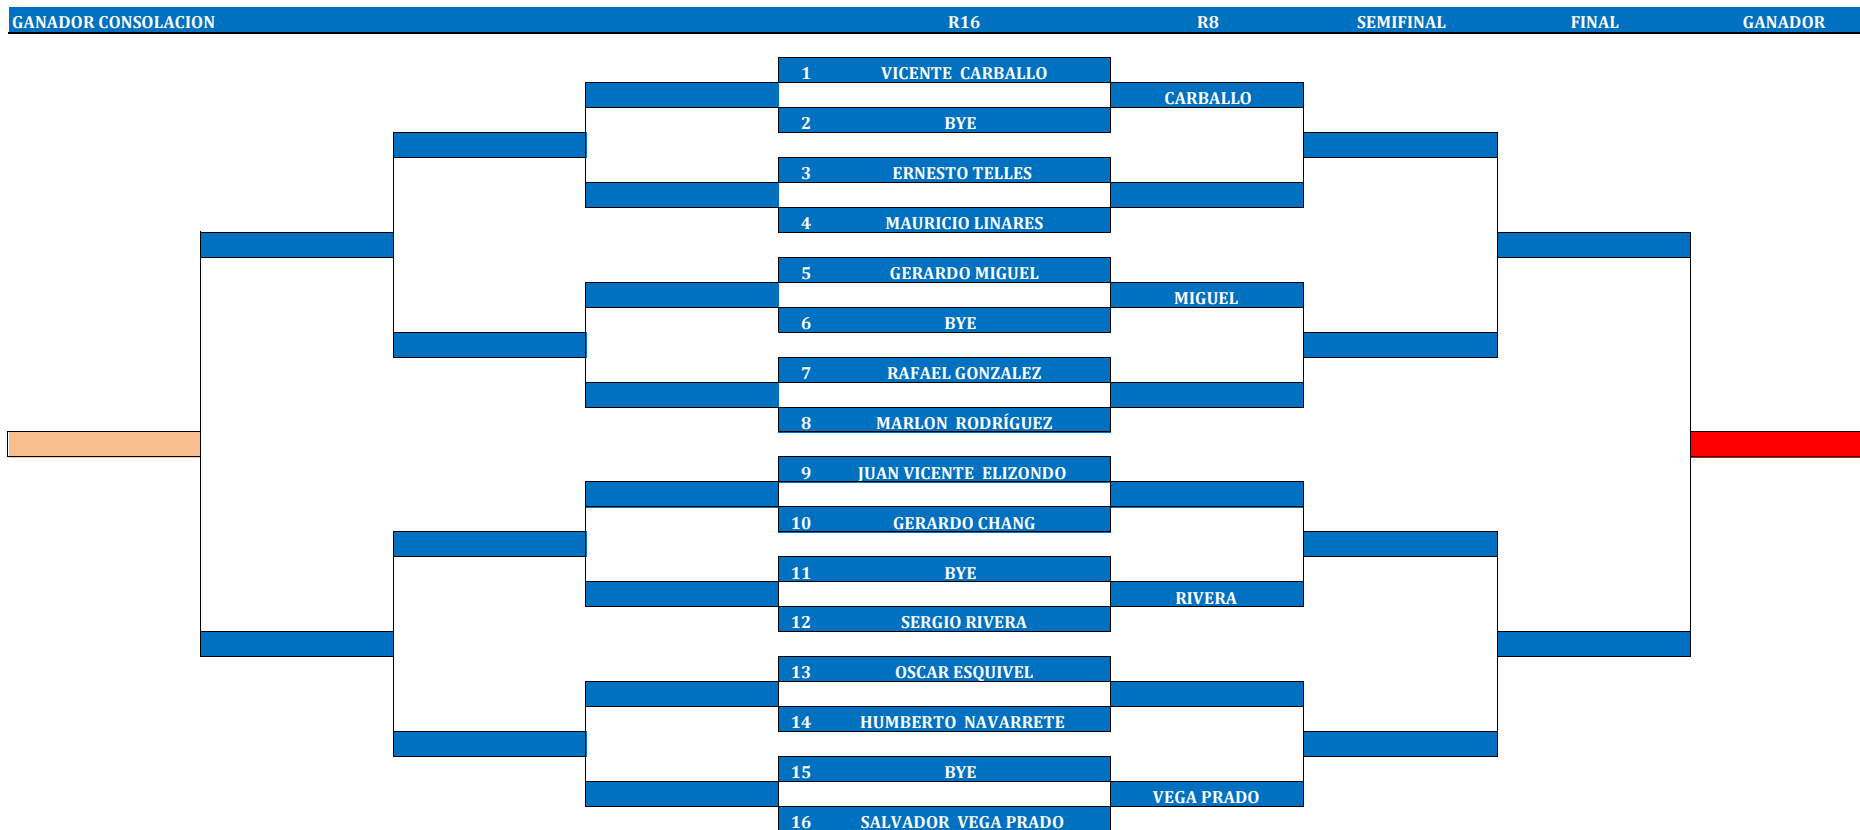 GANADOR CONSOLACION R16 R8 SEMIFINAL FINAL GANADOR
1 VICENTE CARBALLO
CARBALLO
2 BYE
3 ERNESTO TELLES
4 MAURICIO LINARES
5 GERARDO MIGUEL
MIGUEL
6 BYE
7 RAFAEL GONZALEZ
8 MARLON RODRÍGUEZ
9 JUAN VICENTE ELIZONDO
10 GERARDO CHANG
11 BYE
RIVERA
12 SERGIO RIVERA
13 OSCAR ESQUIVEL
14 HUMBERTO NAVARRETE
15 BYE
VEGA PRADO
16 SALVADOR VEGA PRADO